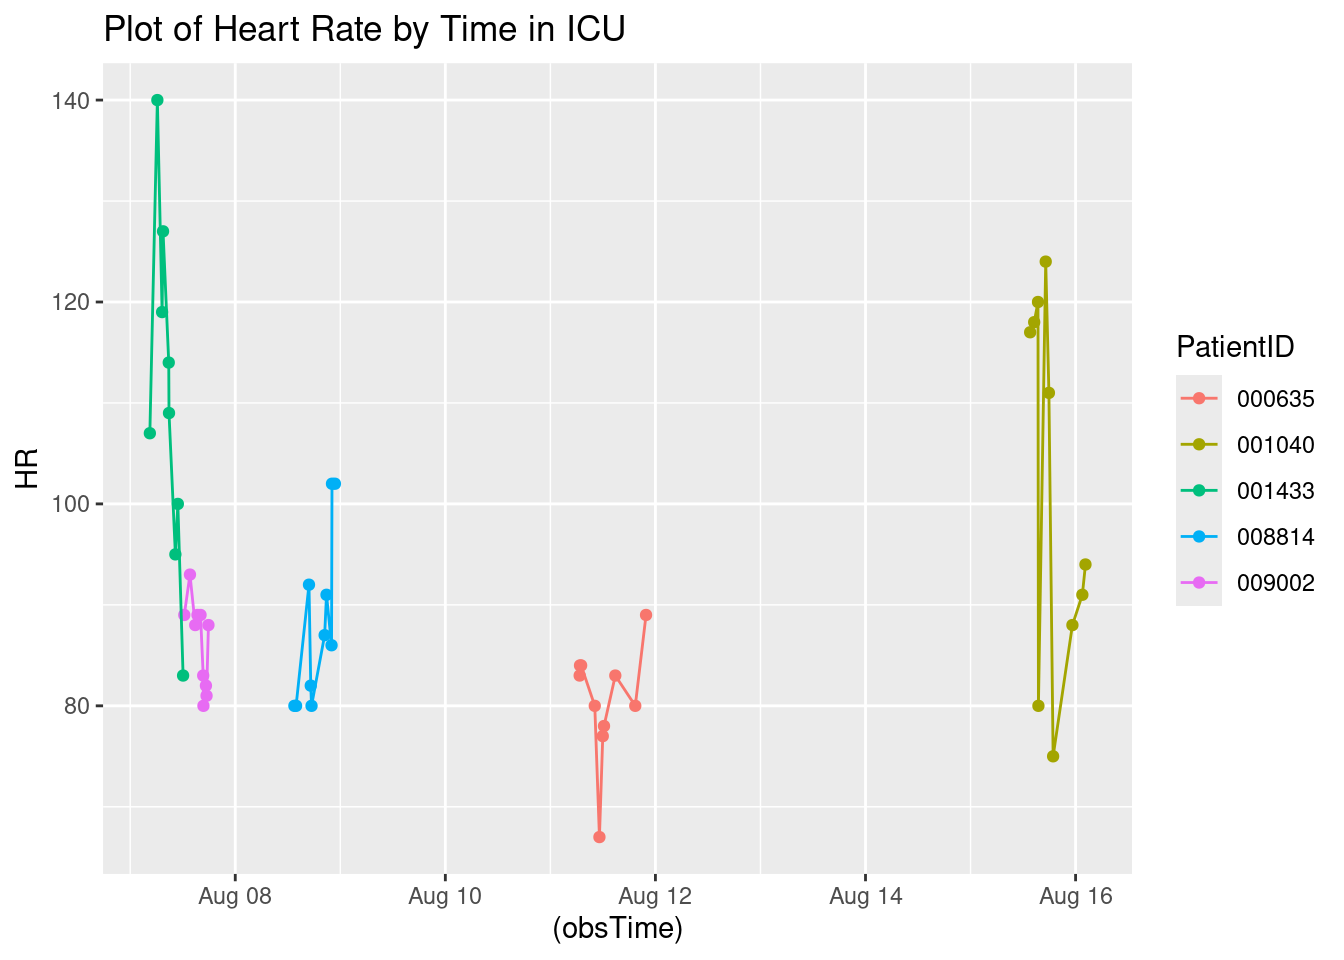 Plot of Heart Rate by Time in ICU
140
120
100
80
HR
Aug 08
Aug 10
Aug 12
Aug 14
Aug 16
(obsTime)
PatientID
000635
001040
001433
008814
009002